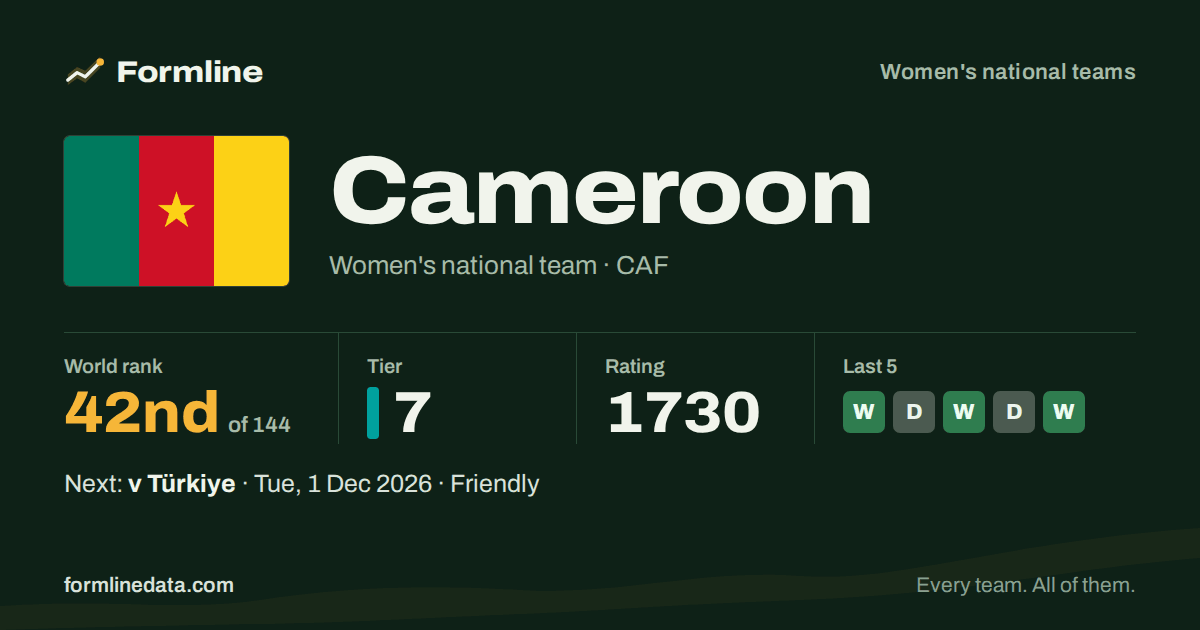 Formline
Women's national teams
Cameroon
Women's national team · CAF
World rank
42nd of 144
Tier
7
Rating
1730
Last 5
W D W D W
Next: v Türkiye · Tue, 1 Dec 2026 · Friendly
formlinedata.com
Every team. All of them.